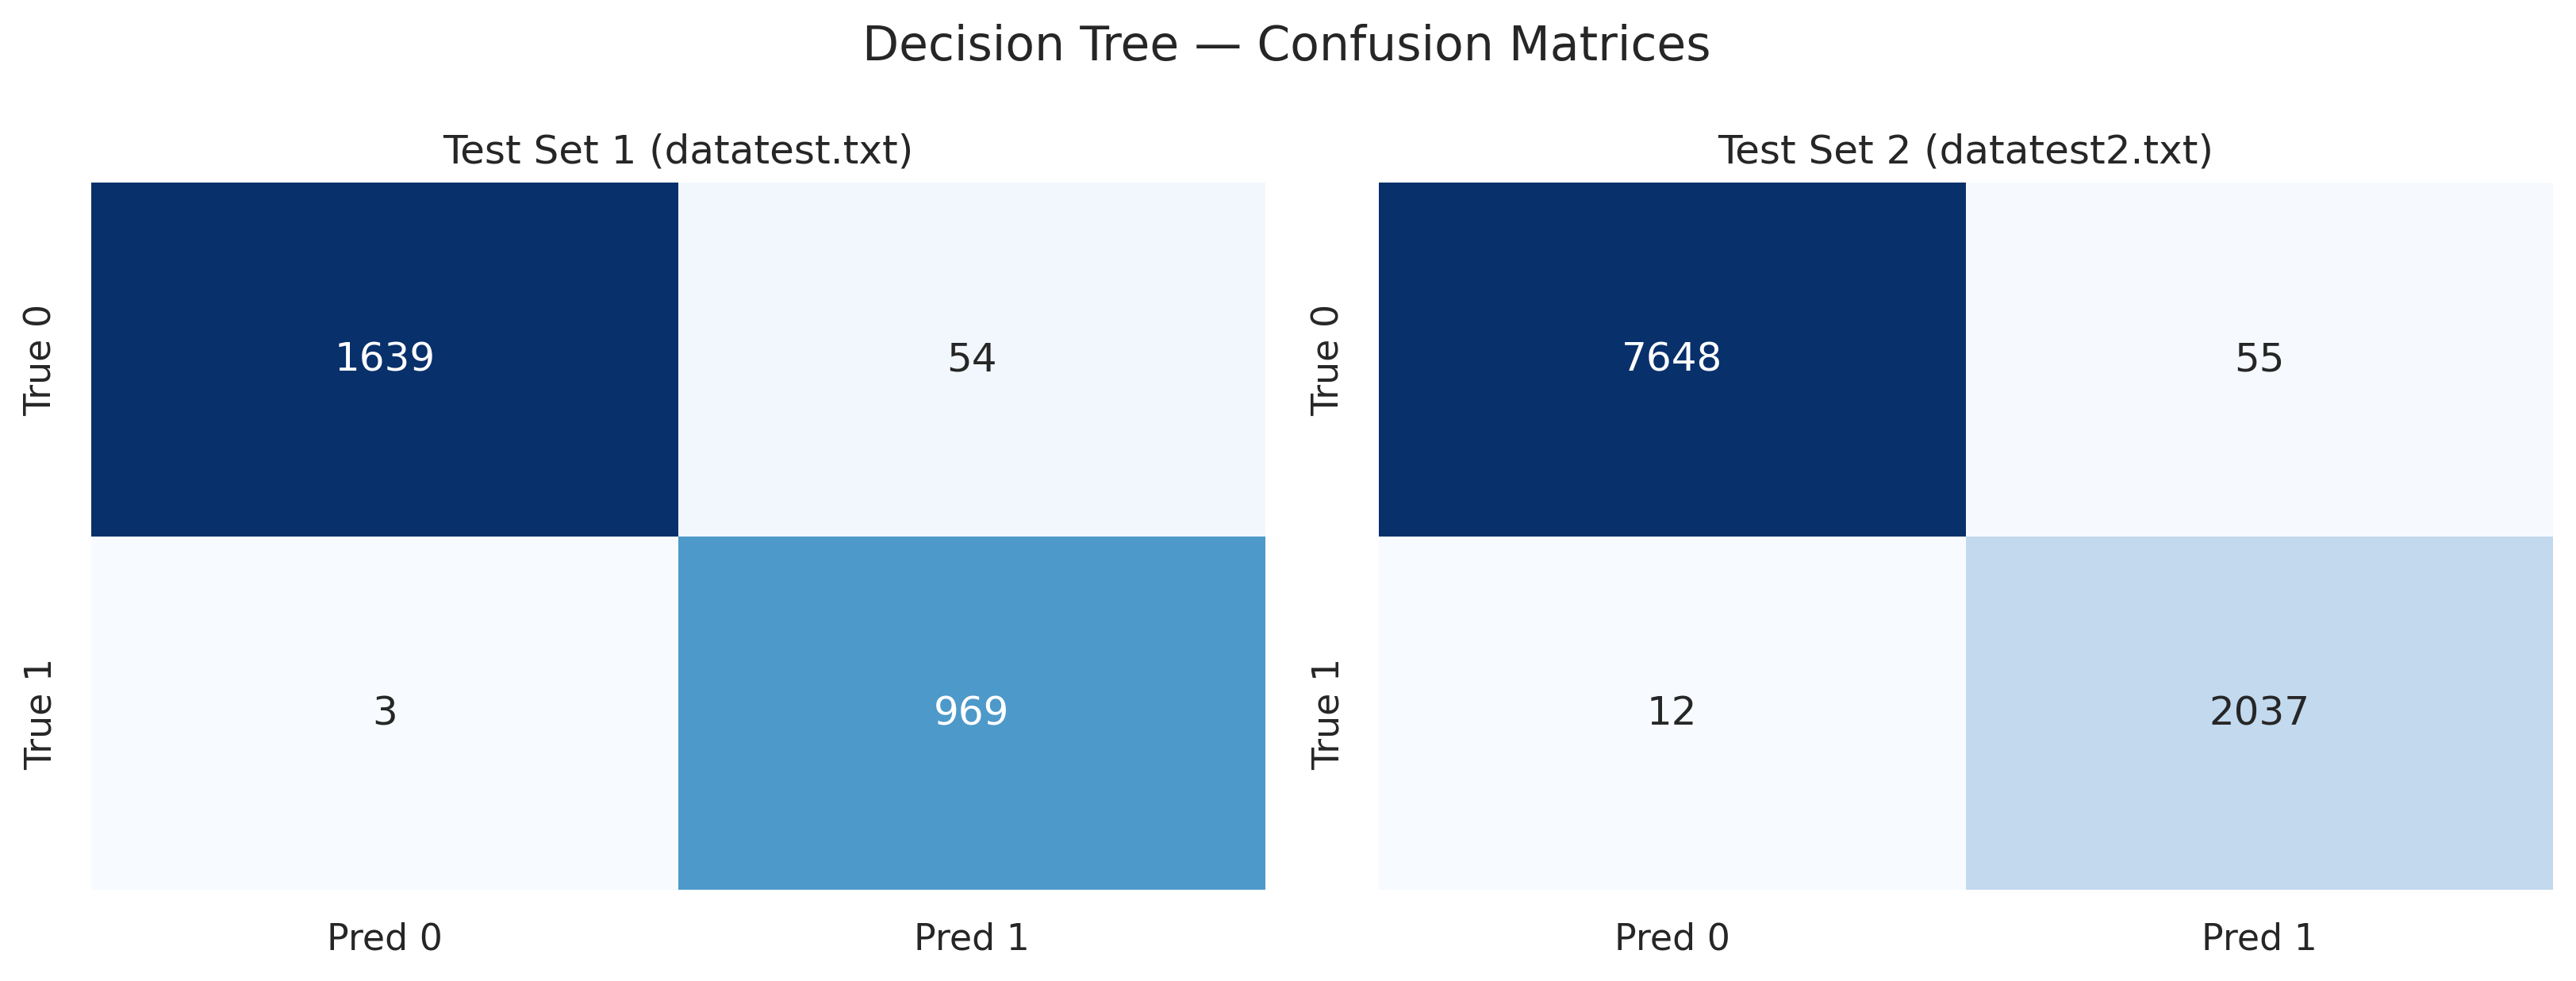 Decision Tree — Confusion Matrices
Test Set 1 (datatest.txt)
True 0
1639
54
True 1
3
969
Pred 0
Pred 1
Test Set 2 (datatest2.txt)
True 0
7648
55
True 1
12
2037
Pred 0
Pred 1